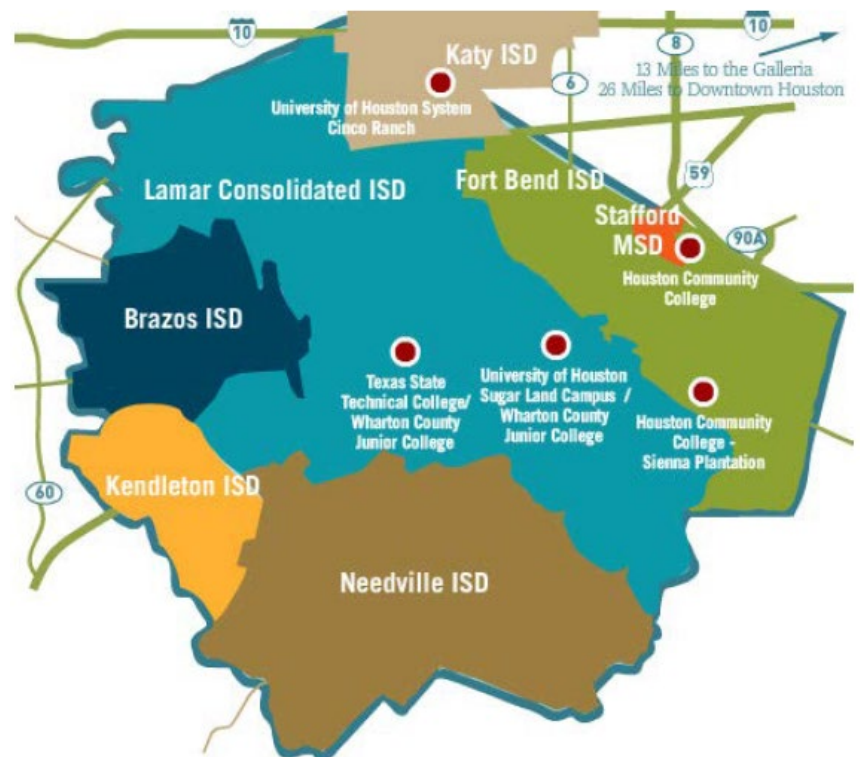 10
10
8
Katy ISD
6
13 Miles to the Galleria
26 Miles to Downtown Houston
University of Houston System
Cinco Ranch
59
Lamar Consolidated ISD
Fort Bend ISD
Stafford
MSD
90A
Houston Community
College
Brazos ISD
Texas State
Technical College/
Wharton County
Junior College
University of Houston
Sugar Land Campus /
Wharton County
Junior College
Houston Community
College -
Sienna Plantation
60
Kendleton ISD
Needville ISD